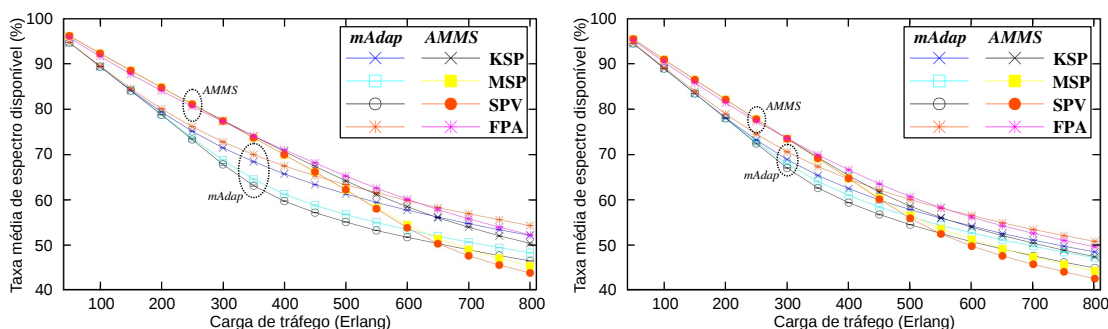 Taxa média de espectro disponível (%)
100
90
80
70
60
50
40
mAdap AMMS
KSP
MSP
SPV
FPA
AMMS
mAdap
100 200 300 400 500 600 700 800
Carga de tráfego (Erlang)
Taxa média de espectro disponível (%)
100
90
80
70
60
50
40
mAdap AMMS
KSP
MSP
SPV
FPA
AMMS
mAdap
100 200 300 400 500 600 700 800
Carga de tráfego (Erlang)